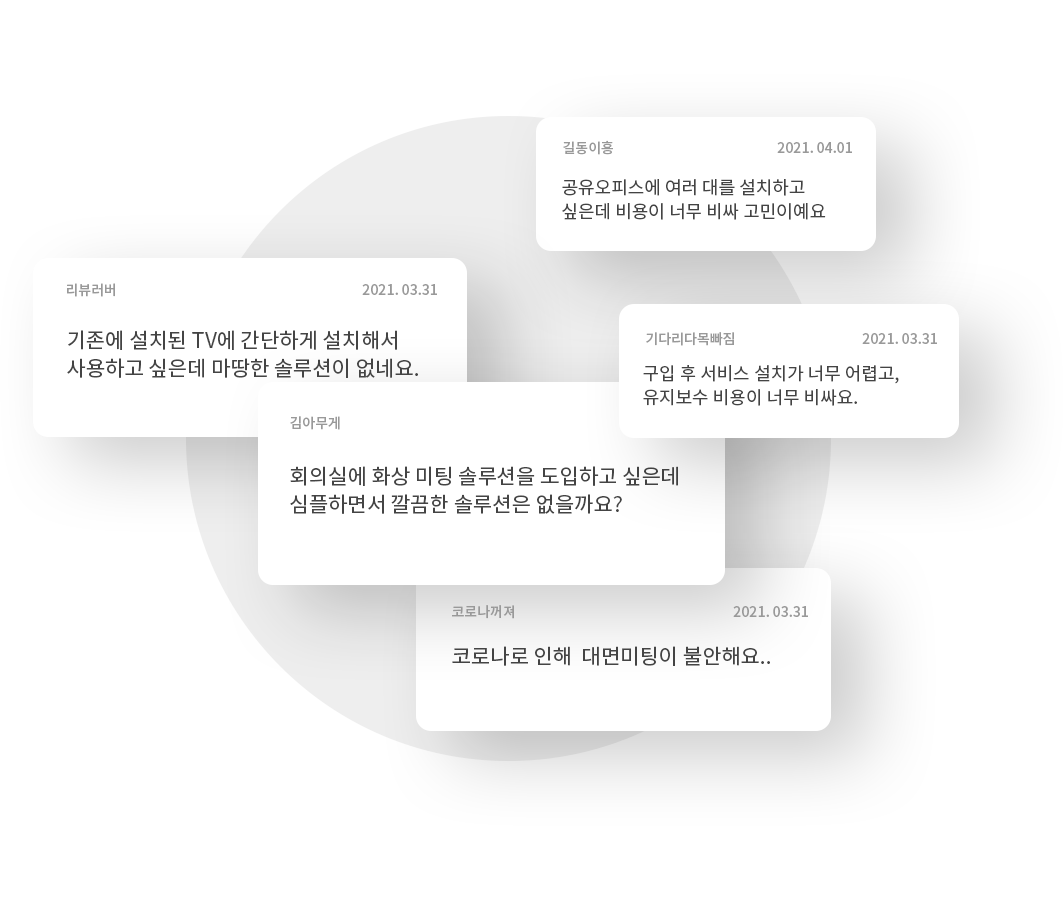 길동이흥
2021. 04.01
공유오피스에 여러 대를 설치하고
싶은데 비용이 너무 비싸 고민이예요
리뷰러버
2021. 03.31
기존에 설치된 TV에 간단하게 설치해서
사용하고 싶은데 마땅한 솔루션이 없네요.
기다리다목빠짐
2021. 03.31
구입 후 서비스 설치가 너무 어렵고,
유지보수 비용이 너무 비싸요.
김아무게
회의실에 화상 미팅 솔루션을 도입하고 싶은데
심플하면서 깔끔한 솔루션은 없을까요?
코로나꺼져
2021. 03.31
코로나로 인해  대면미팅이 불안해요..